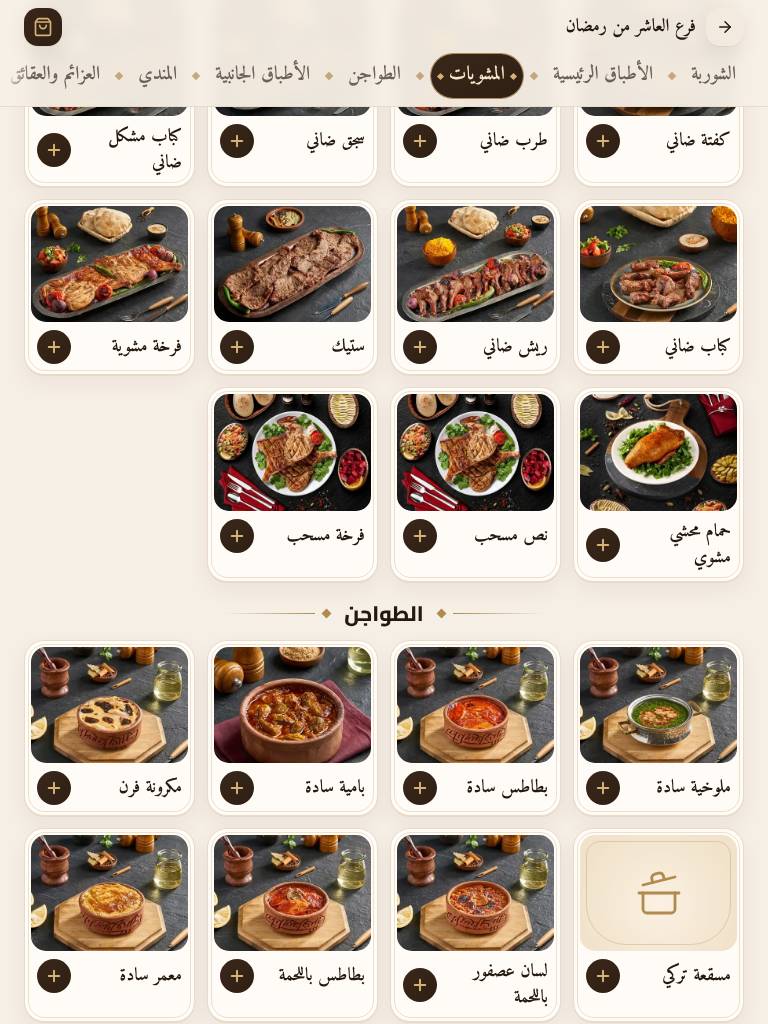 فرع العاشر من رمضان
الشوربة
الأطباق الرئيسية
المشويات
الطواجن
الأطباق الجانبية
المندي
العزائم والعقائق
كفتة ضاني
طرب ضاني
سجق ضاني
كباب مشكل
ضاني
كباب ضاني
ريش ضاني
ستيك
فرخة مشوية
حمام محشي
مشوي
نص مسحب
فرخة مسحب
الطواجن
ملوخية سادة
بطاطس سادة
بامية سادة
مكرونة فرن
مسقعة تركي
لسان عصفور
باللحمة
بطاطس باللحمة
معمر سادة